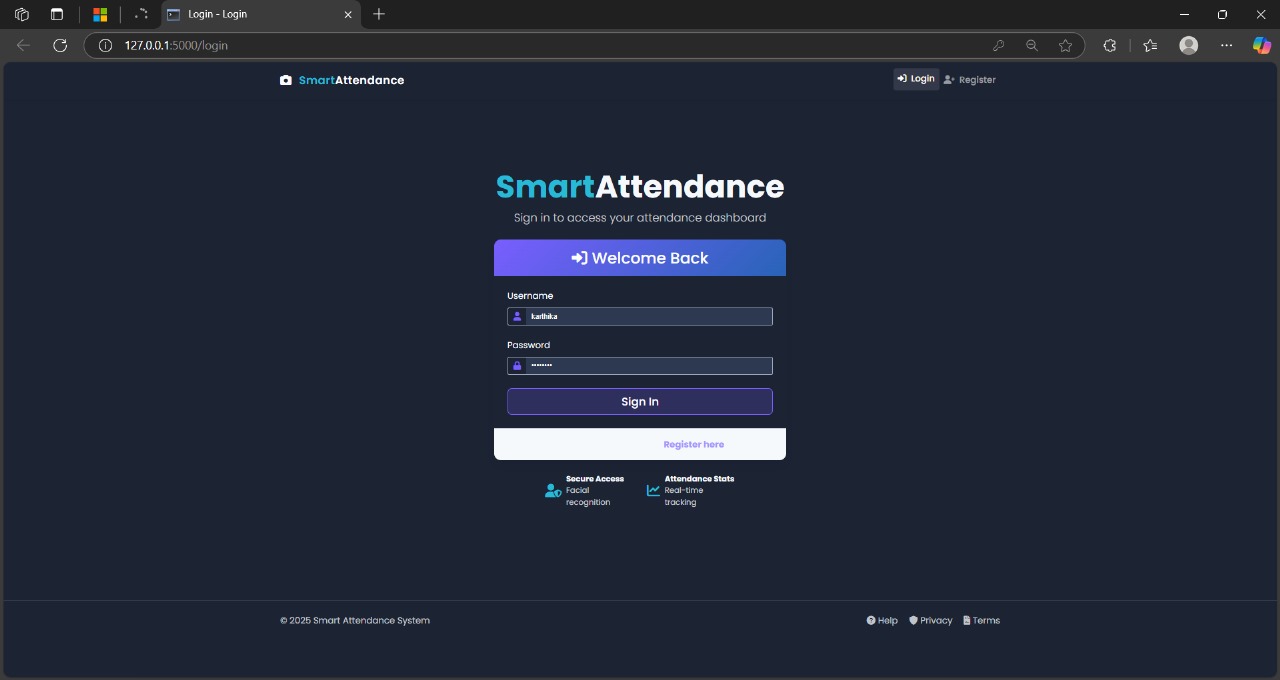 Login - Login
127.0.0.1:5000/login
SmartAttendance
Login
Register
SmartAttendance
Sign in to access your attendance dashboard
Welcome Back
Username
karthika
Password
Sign In
Register here
Secure Access
Facial
recognition
Attendance Stats
Real-time
tracking
© 2025 Smart Attendance System
Help
Privacy
Terms